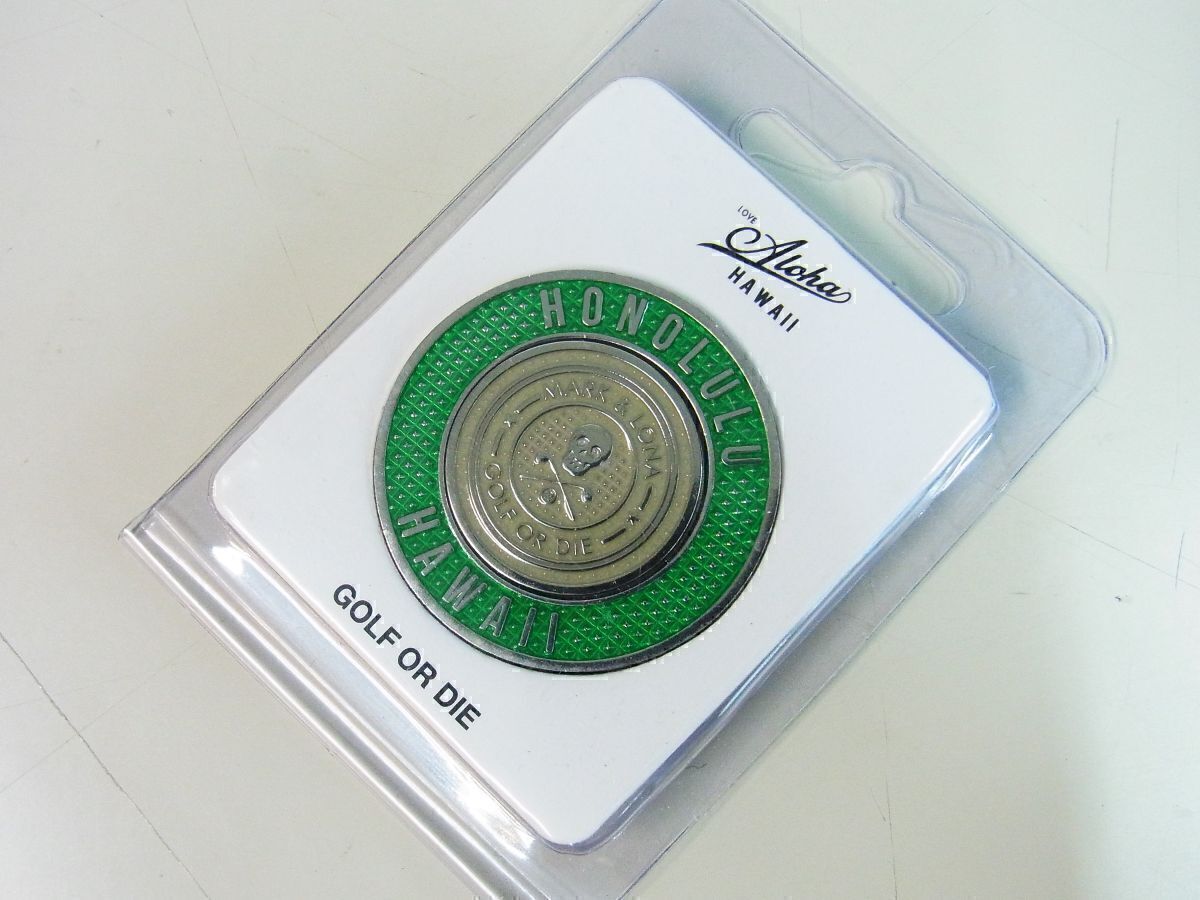 LOVE
Aloha
HAWAII
HONOLULU
MARK & LONA
GOLF OR DIE
HAWAII
GOLF OR DIE